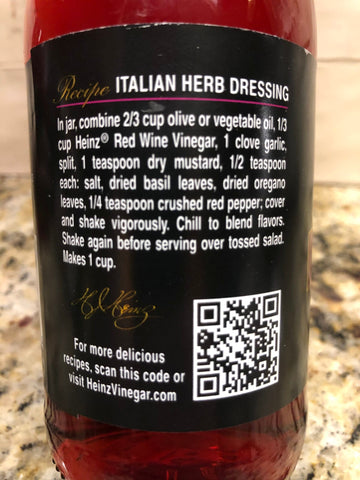 Recipe ITALIAN HERB DRESSING
In jar, combine 2/3 cup olive or vegetable oil, 1/3
cup Heinz® Red Wine Vinegar, 1 clove garlic,
split, 1 teaspoon dry mustard, 1/2 teaspoon
each: salt, dried basil leaves, dried oregano
leaves, 1/4 teaspoon crushed red pepper; cover
and shake vigorously. Chill to blend flavors.
Shake again before serving over tossed salad.
Makes 1 cup.
H J Heinz
For more delicious
recipes, scan this code or
visit HeinzVinegar.com